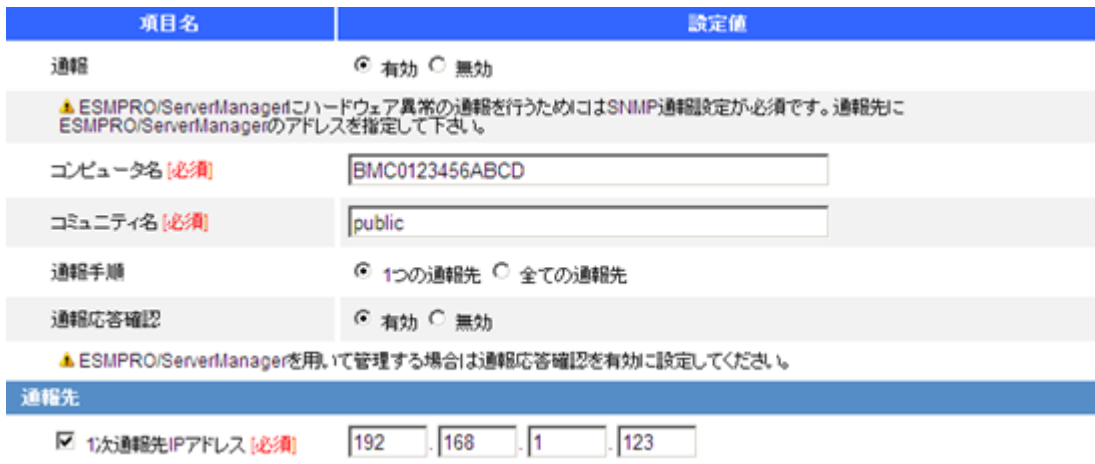 項目名 設定値
通報 有効 無効
ESMPRO/ServerManagerにハードウェア異常の通報を行うためにはSNMP通報設定が必須です。通報先に
ESMPRO/ServerManagerのアドレスを指定して下さい。
コンピュータ名 [必須] BMC0123456ABCD
コミュニティ名 [必須] public
通報手順 1つの通報先 全ての通報先
通報応答確認 有効 無効
ESMPRO/ServerManagerを用いて管理する場合は通報応答確認を有効に設定してください。
通報先
1次通報先IPアドレス [必須] 192 . 168 . 1 . 123